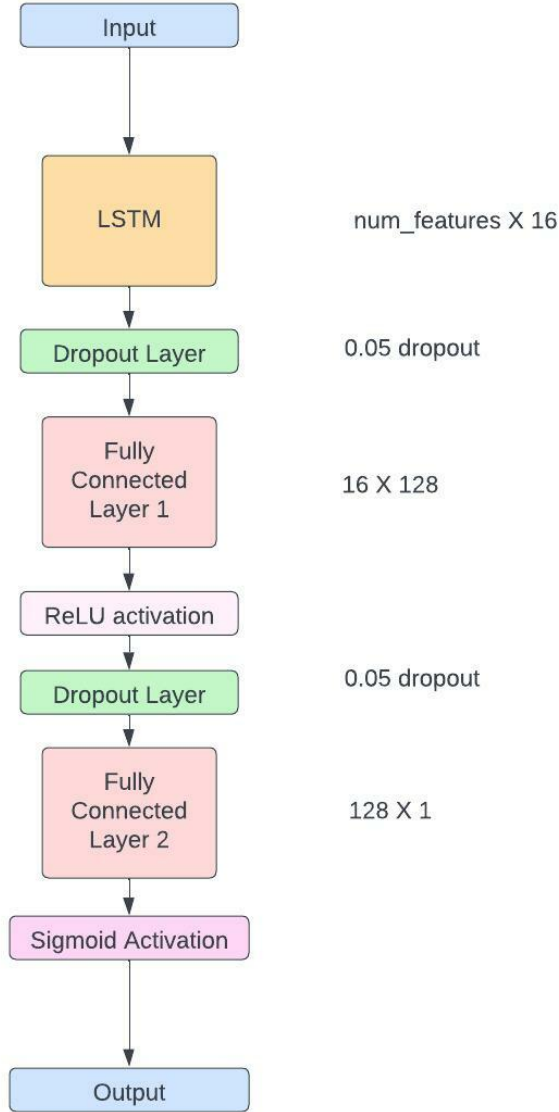 Input
LSTM
num_features X 16
Dropout Layer
0.05 dropout
Fully
Connected
Layer 1
16 X 128
ReLU activation
Dropout Layer
0.05 dropout
Fully
Connected
Layer 2
128 X 1
Sigmoid Activation
Output